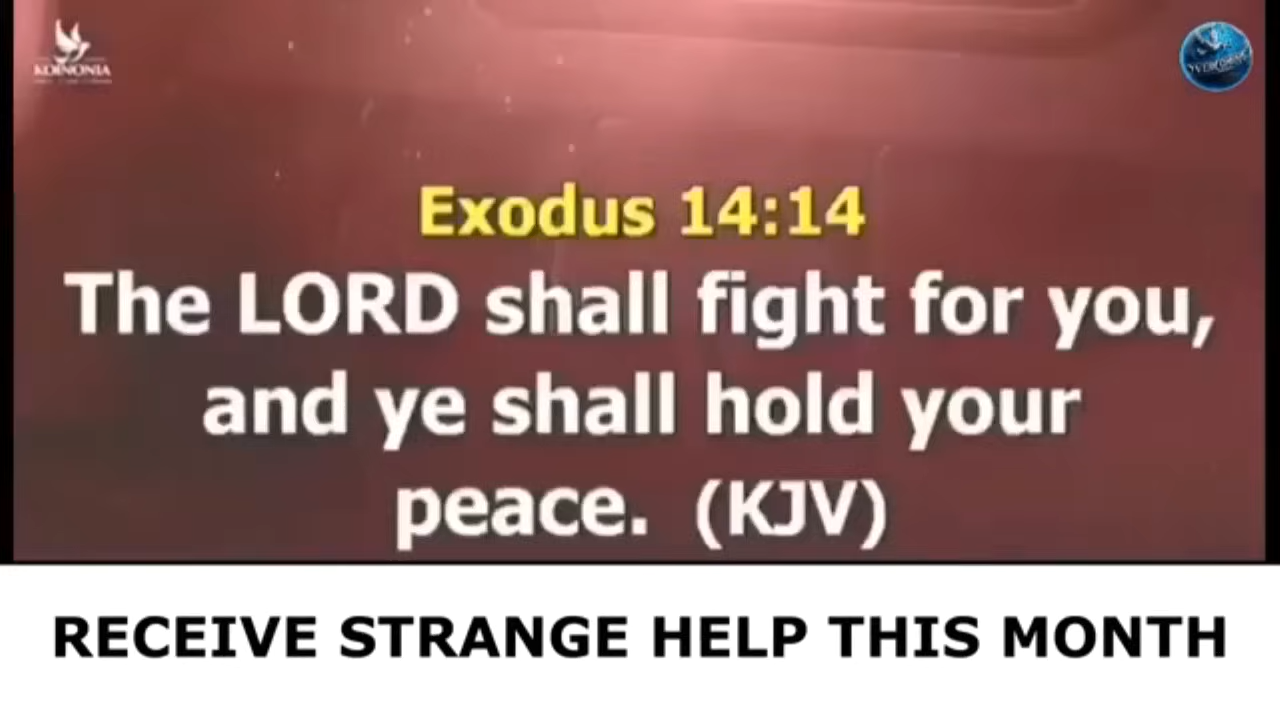 KOINONIA
Exodus 14:14
The LORD shall fight for you,
and ye shall hold your
peace. (KJV)
RECEIVE STRANGE HELP THIS MONTH